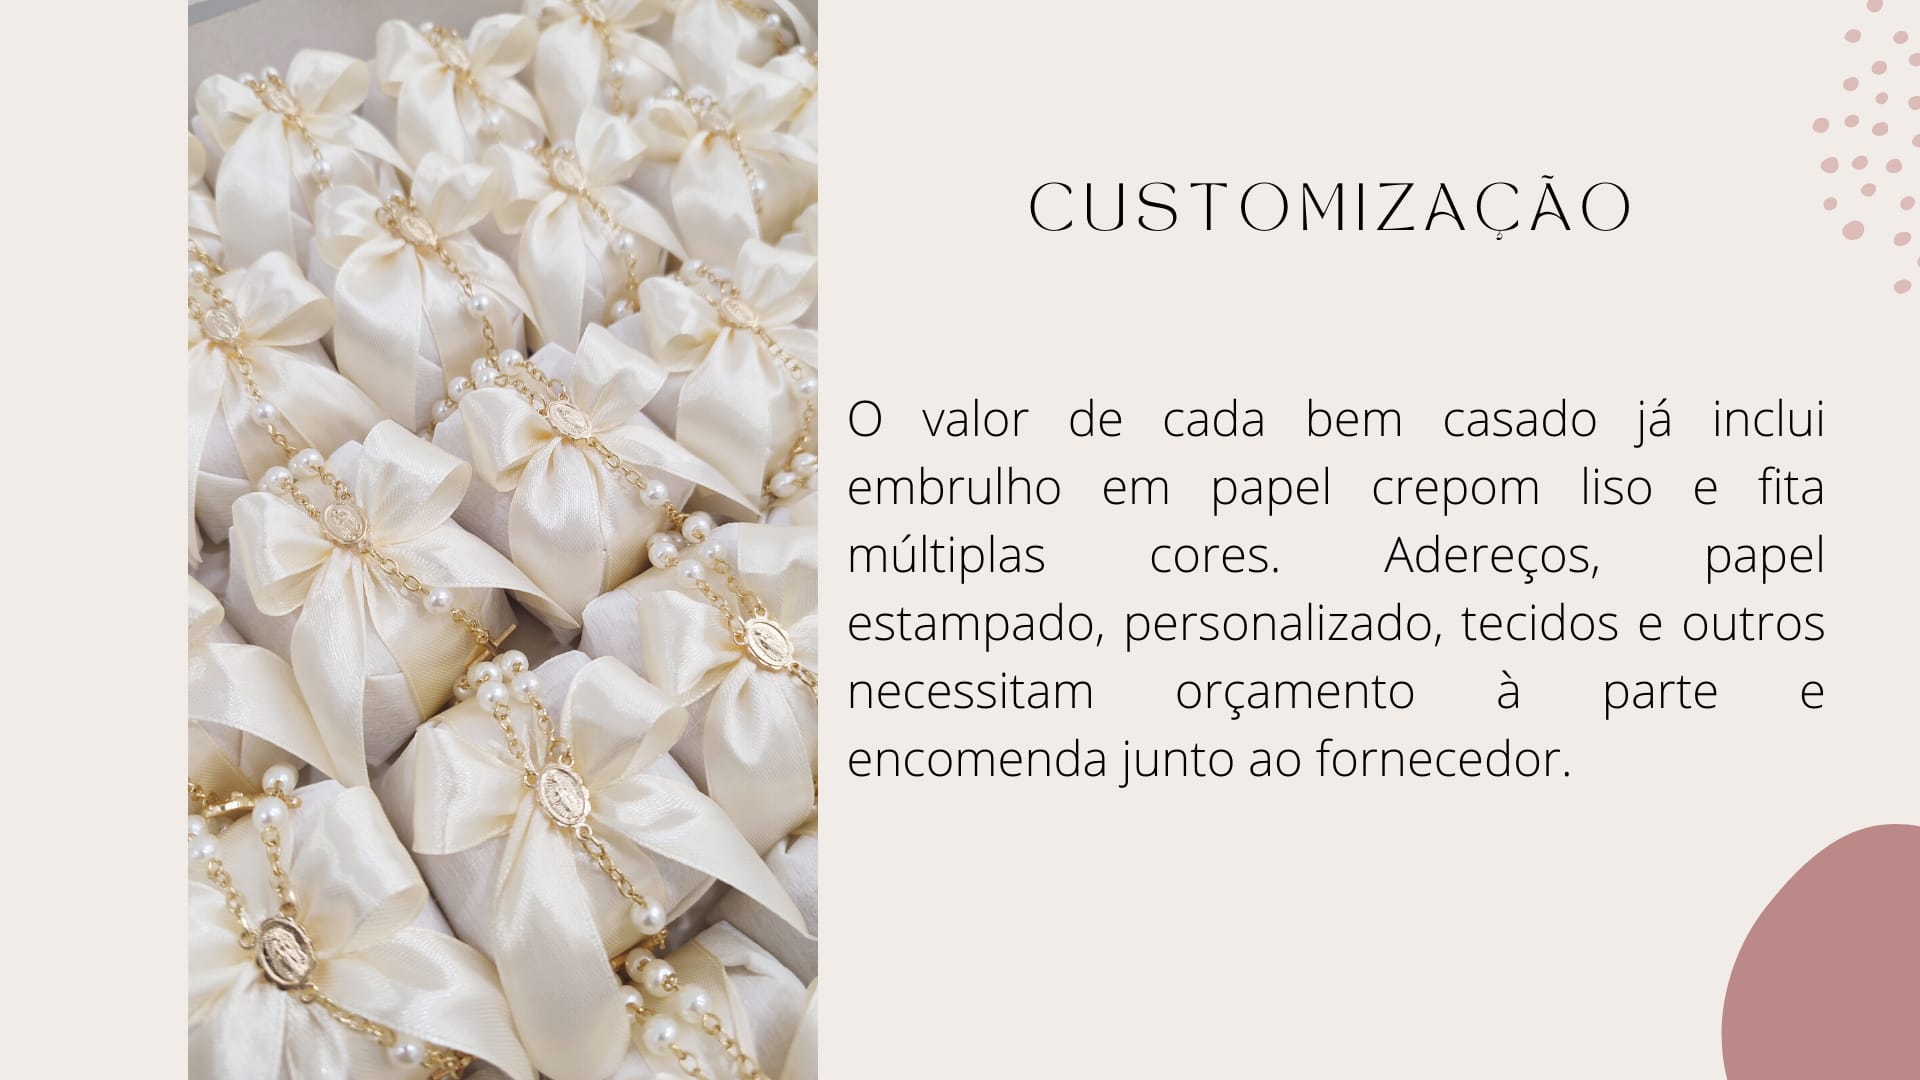 CUSTOMIZAÇÃO
O valor de cada bem casado já inclui
embrulho em papel crepom liso e fita
múltiplas cores. Adereços, papel
estampado, personalizado, tecidos e outros
necessitam orçamento à parte e
encomenda junto ao fornecedor.